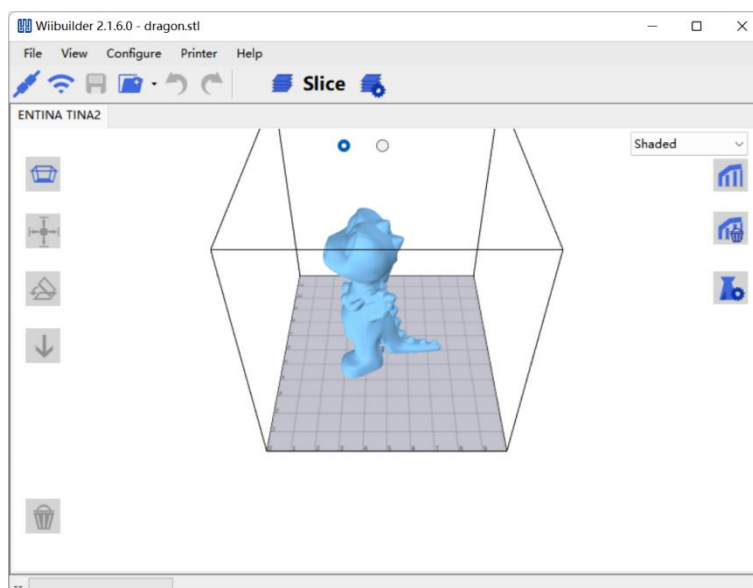 Wiibuilder 2.1.6.0 - dragon.stl
File View Configure Printer Help
Slice
ENTINA TINA2
Shaded